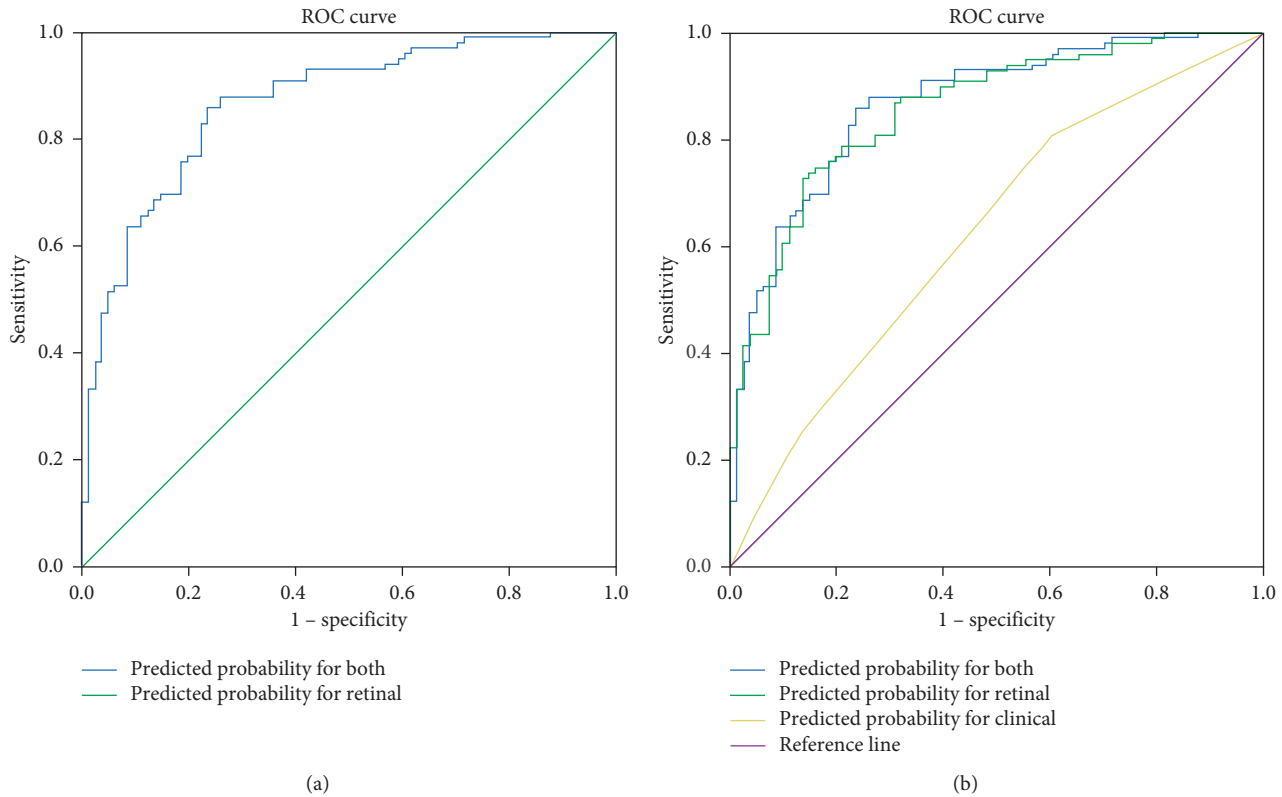 ROC curve
1.0
0.8
0.6
0.4
0.2
0.0
Sensitivity
0.0 0.2 0.4 0.6 0.8 1.0
1 – specificity
Predicted probability for both
Predicted probability for retinal
(a)
ROC curve
1.0
0.8
0.6
0.4
0.2
0.0
Sensitivity
0.0 0.2 0.4 0.6 0.8 1.0
1 – specificity
Predicted probability for both
Predicted probability for retinal
Predicted probability for clinical
Reference line
(b)